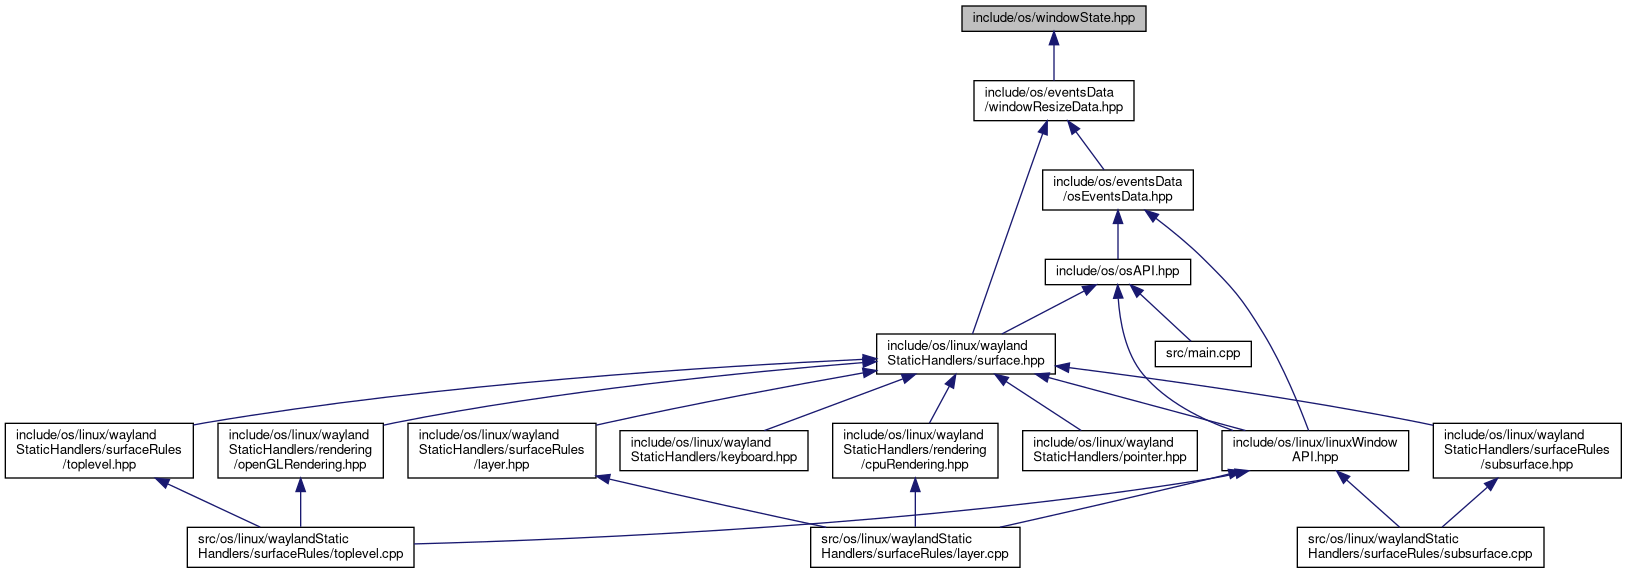 include/os/windowState.hpp
include/os/eventsData
/windowResizeData.hpp
include/os/eventsData
/osEventsData.hpp
include/os/osAPI.hpp
include/os/linux/wayland
StaticHandlers/surface.hpp
src/main.cpp
include/os/linux/wayland
StaticHandlers/surfaceRules
/toplevel.hpp
include/os/linux/wayland
StaticHandlers/rendering
/openGLRendering.hpp
include/os/linux/wayland
StaticHandlers/surfaceRules
/layer.hpp
include/os/linux/wayland
StaticHandlers/keyboard.hpp
include/os/linux/wayland
StaticHandlers/rendering
/cpuRendering.hpp
include/os/linux/wayland
StaticHandlers/pointer.hpp
include/os/linux/linuxWindow
API.hpp
include/os/linux/wayland
StaticHandlers/surfaceRules
/subsurface.hpp
src/os/linux/waylandStatic
Handlers/surfaceRules/toplevel.cpp
src/os/linux/waylandStatic
Handlers/surfaceRules/layer.cpp
src/os/linux/waylandStatic
Handlers/surfaceRules/subsurface.cpp